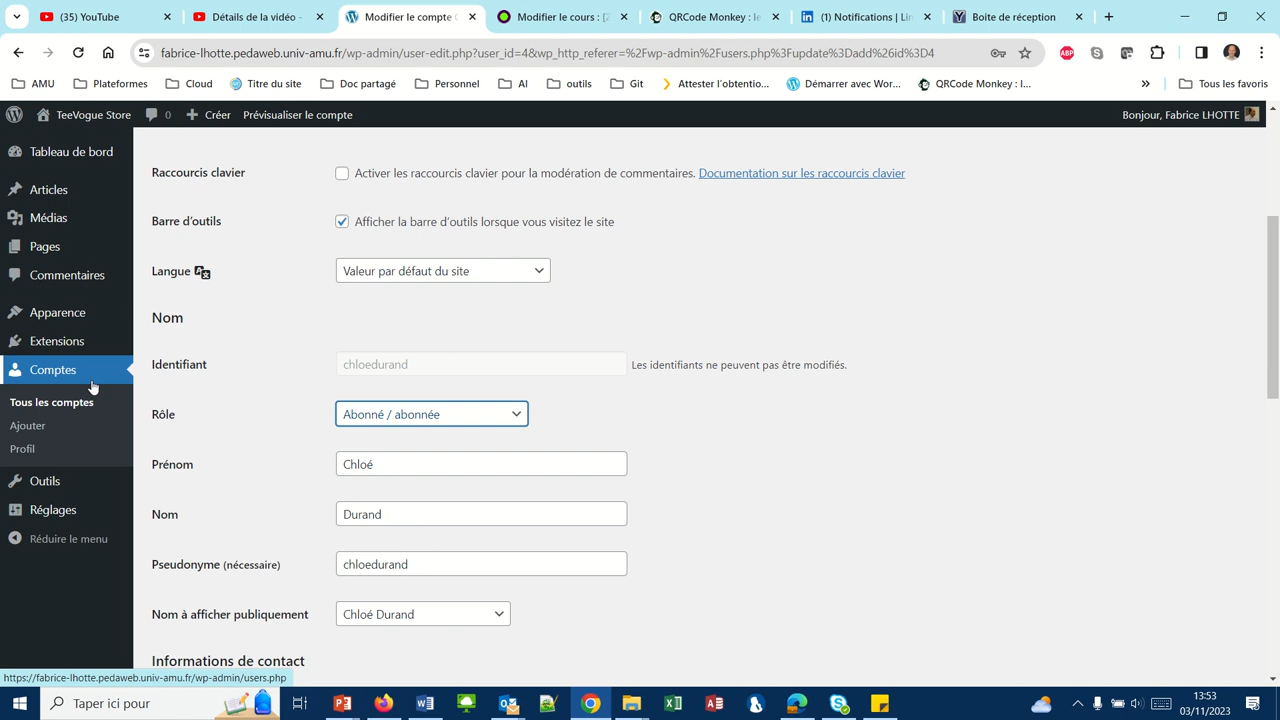 (35) YouTube
Détails de la vidéo -
Modifier le compte C
Modifier le cours : [2
QRCode Monkey : le
(1) Notifications | Lin
Boite de réception
fabrice-lhotte.pedaweb.univ-amu.fr/wp-admin/user-edit.php?user_id=4&wp_http_referer=%2Fwp-admin%2Fusers.php%3Fupdate%3Dadd%26id%3D4
AMU
Plateformes
Cloud
Titre du site
Doc partagé
Personnel
AI
outils
Git
Attester l'obtentio...
Démarrer avec Wor...
QRCode Monkey : l...
»
Tous les favoris
TeeVogue Store
0
+ Créer
Prévisualiser le compte
Bonjour, Fabrice LHOTTE
Tableau de bord
Articles
Médias
Pages
Commentaires
Apparence
Extensions
Comptes
Tous les comptes
Ajouter
Profil
Outils
Réglages
Réduire le menu
Raccourcis clavier
Activer les raccourcis clavier pour la modération de commentaires. Documentation sur les raccourcis clavier
Barre d'outils
Afficher la barre d'outils lorsque vous visitez le site
Langue
Valeur par défaut du site
Nom
Identifiant
chloedurand
Les identifiants ne peuvent pas être modifiés.
Rôle
Abonné / abonnée
Prénom
Chloé
Nom
Durand
Pseudonyme (nécessaire)
chloedurand
Nom à afficher publiquement
Chloé Durand
Informations de contact
https://fabrice-lhotte.pedaweb.univ-amu.fr/wp-admin/users.php
Taper ici pour
13:53
03/11/2023